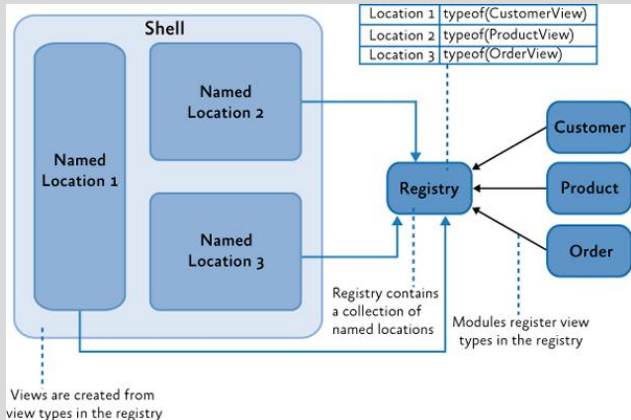 Shell
Named
Location 1
Named
Location 2
Named
Location 3
Location 1 typeof(CustomerView)
Location 2 typeof(ProductView)
Location 3 typeof(OrderView)
Registry
Customer
Product
Order
Registry contains
a collection of
named locations
Modules register view
types in the registry
Views are created from
view types in the registry